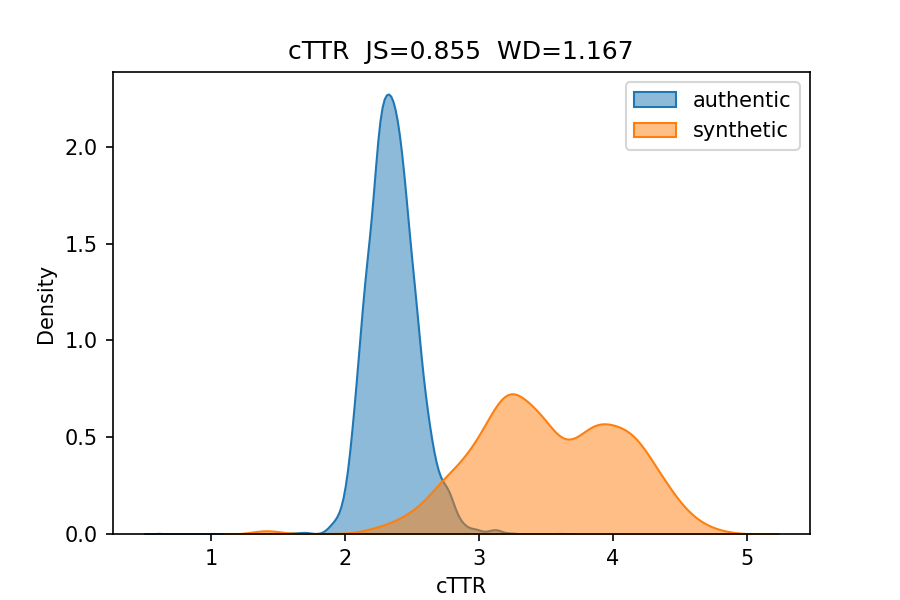 cTTR  JS=0.855  WD=1.167
authentic
synthetic
Density
2.0
1.5
1.0
0.5
0.0
1 2 3 4 5
cTTR